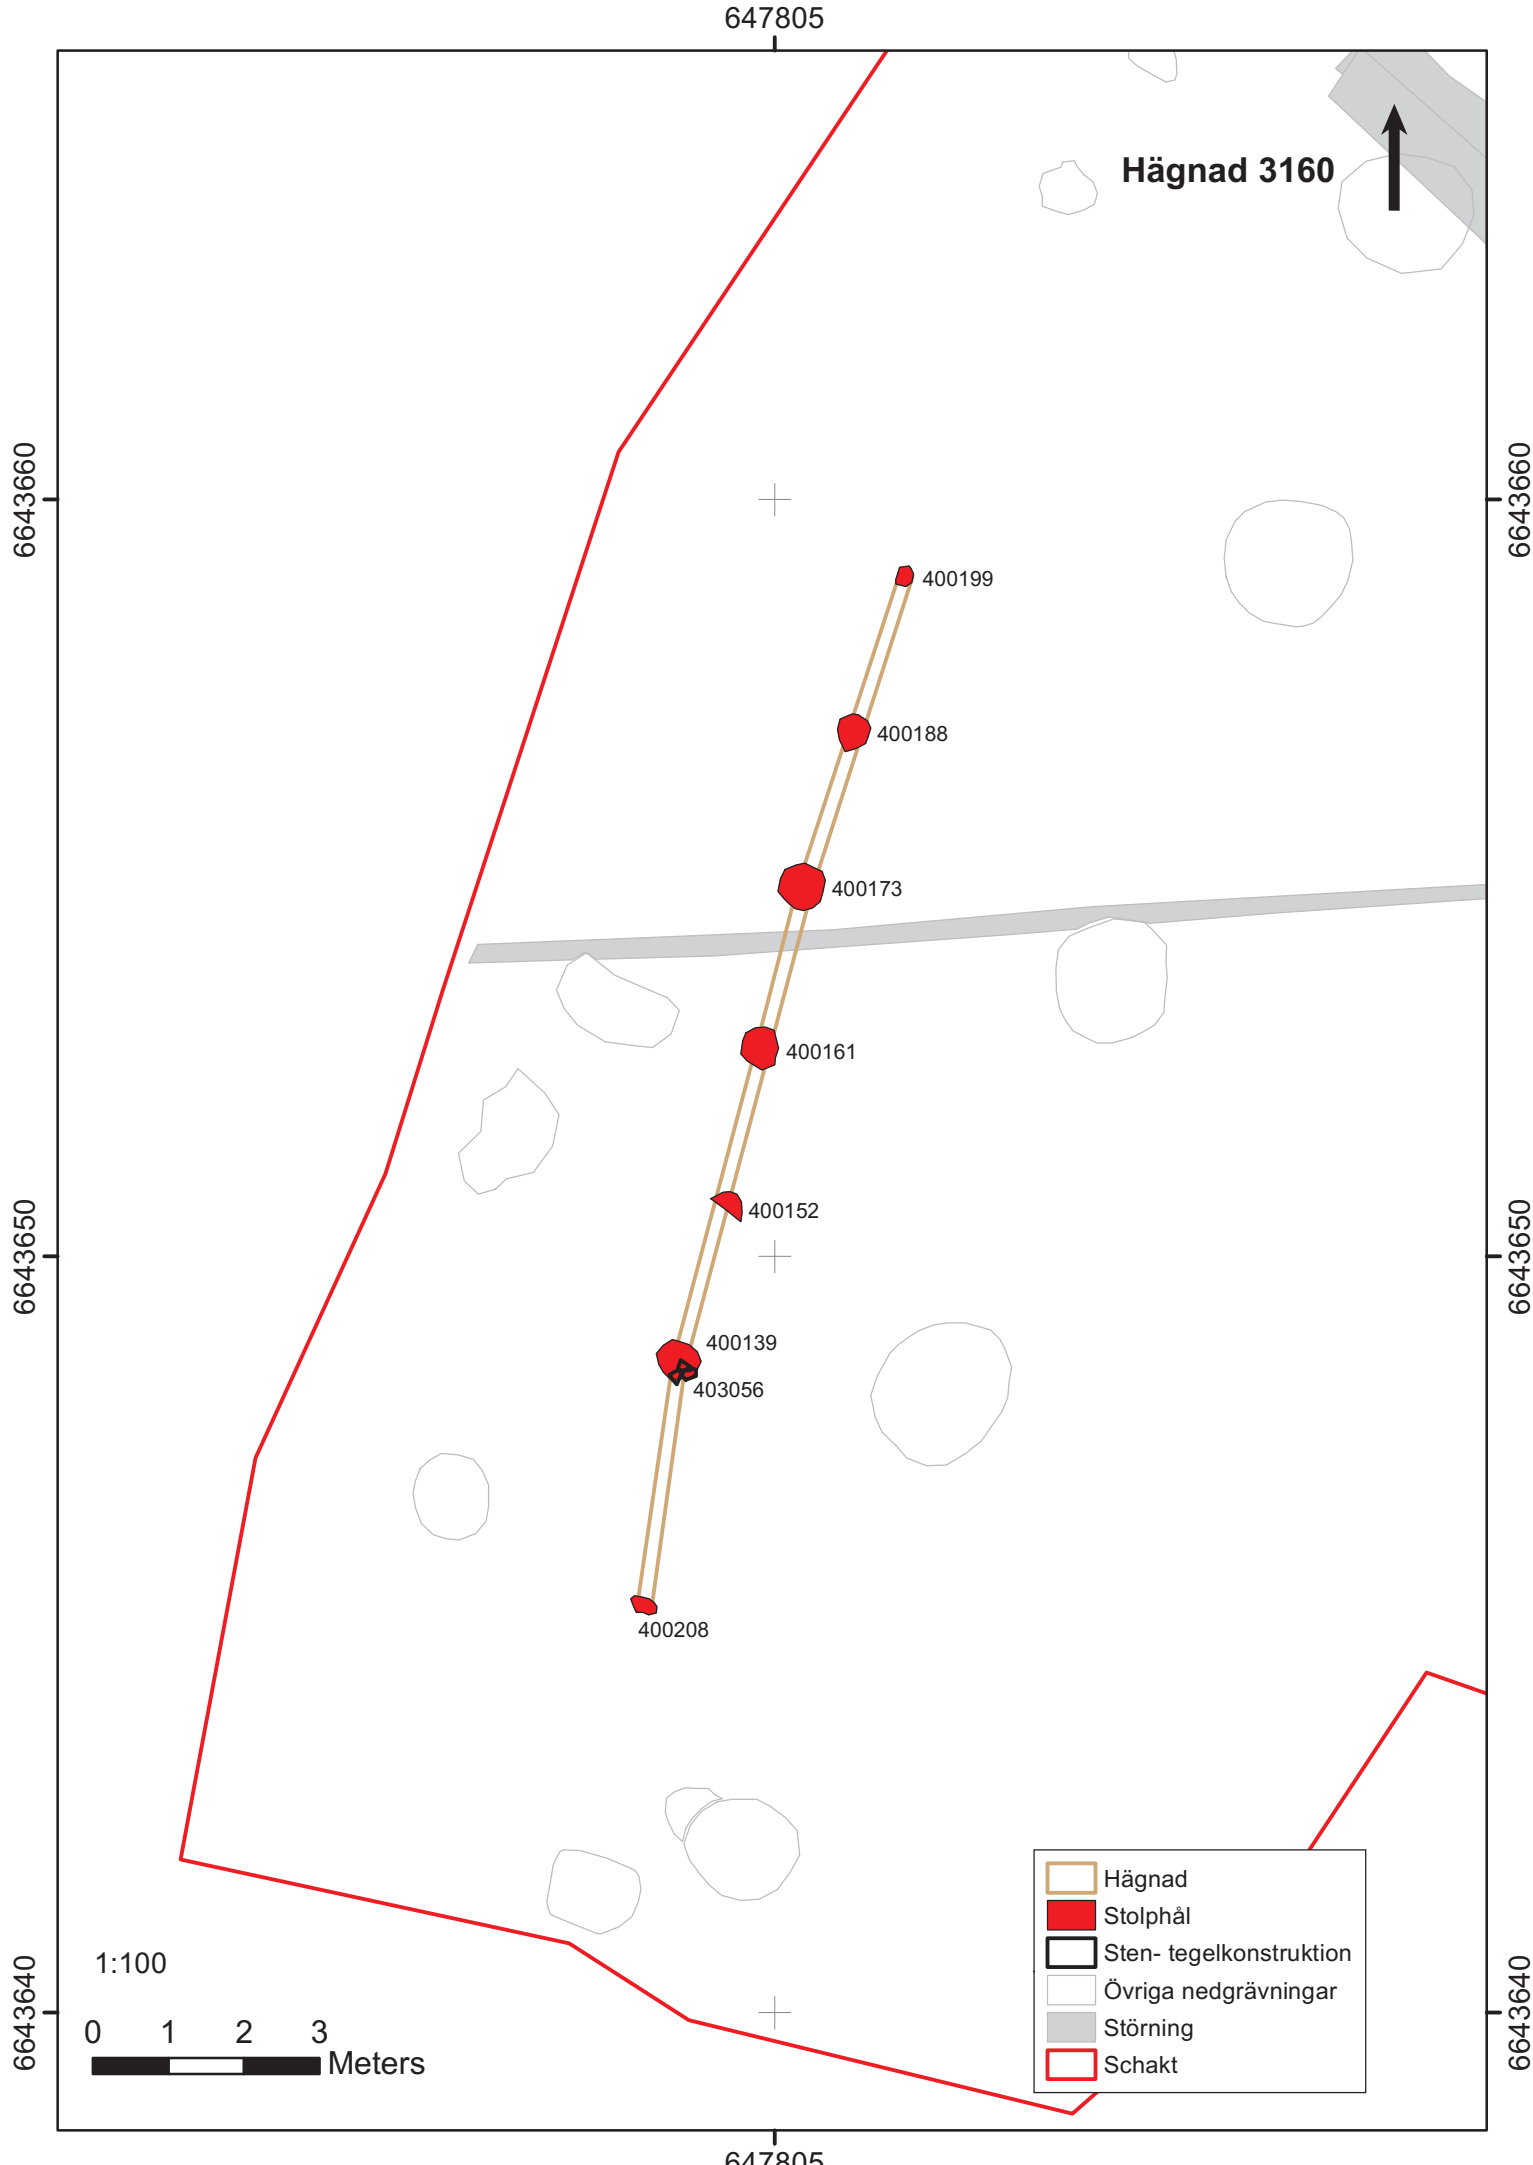 647805
Hägnad 3160
6643660
6643660
400199
400188
400173
400161
400152
6643650
6643650
400139
403056
400208
Hägnad
Stolphål
Sten- tegelkonstruktion
Övriga nedgrävningar
Störning
Schakt
1:100
0 1 2 3
Meters
6643640
6643640
647805